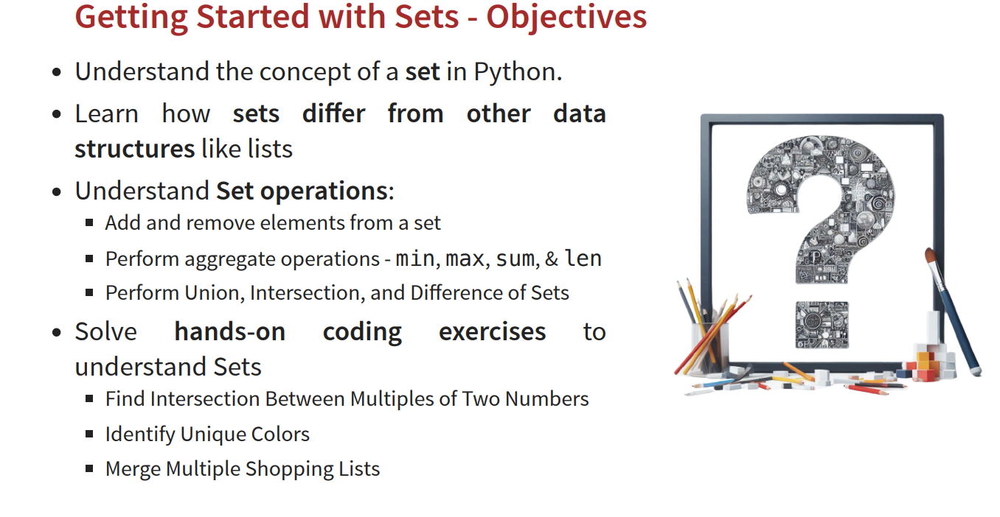 Getting Started with Sets - Objectives
Understand the concept of a set in Python.
Learn how sets differ from other data
structures like lists
Understand Set operations:
Add and remove elements from a set
Perform aggregate operations - min, max, sum, & len
Perform Union, Intersection, and Difference of Sets
Solve hands-on coding exercises to
understand Sets
Find Intersection Between Multiples of Two Numbers
Identify Unique Colors
Merge Multiple Shopping Lists